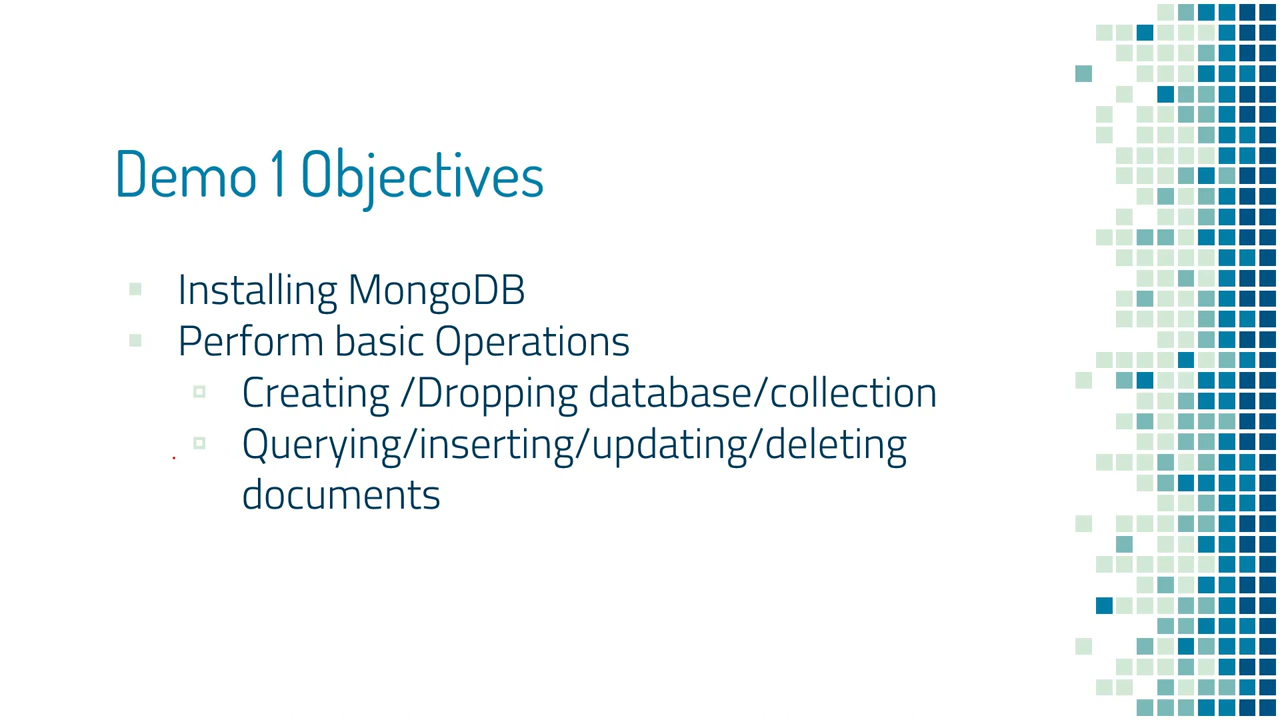 Demo 1 Objectives
Installing MongoDB
Perform basic Operations
Creating /Dropping database/collection
Querying/inserting/updating/deleting
documents